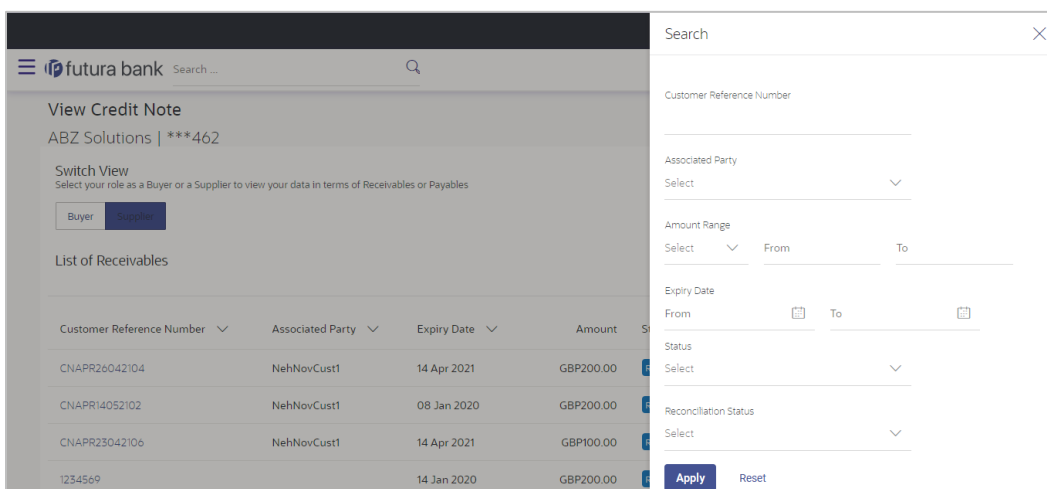 Search
futura bank Search ...
View Credit Note
ABZ Solutions | ***462
Switch View
Select your role as a Buyer or a Supplier to view your data in terms of Receivables or Payables
Buyer Supplier
List of Receivables
Customer Reference Number Associated Party Expiry Date Amount St
CNAPR26042104 NehNovCust1 14 Apr 2021 GBP200.00 R
CNAPR14052102 NehNovCust1 08 Jan 2020 GBP200.00 R
CNAPR23042106 NehNovCust1 14 Apr 2021 GBP100.00 R
1234569 14 Jan 2020 GBP200.00 R
Customer Reference Number
Associated Party
Select
Amount Range
Select From To
Expiry Date
From To
Status
Select
Reconciliation Status
Select
Apply Reset